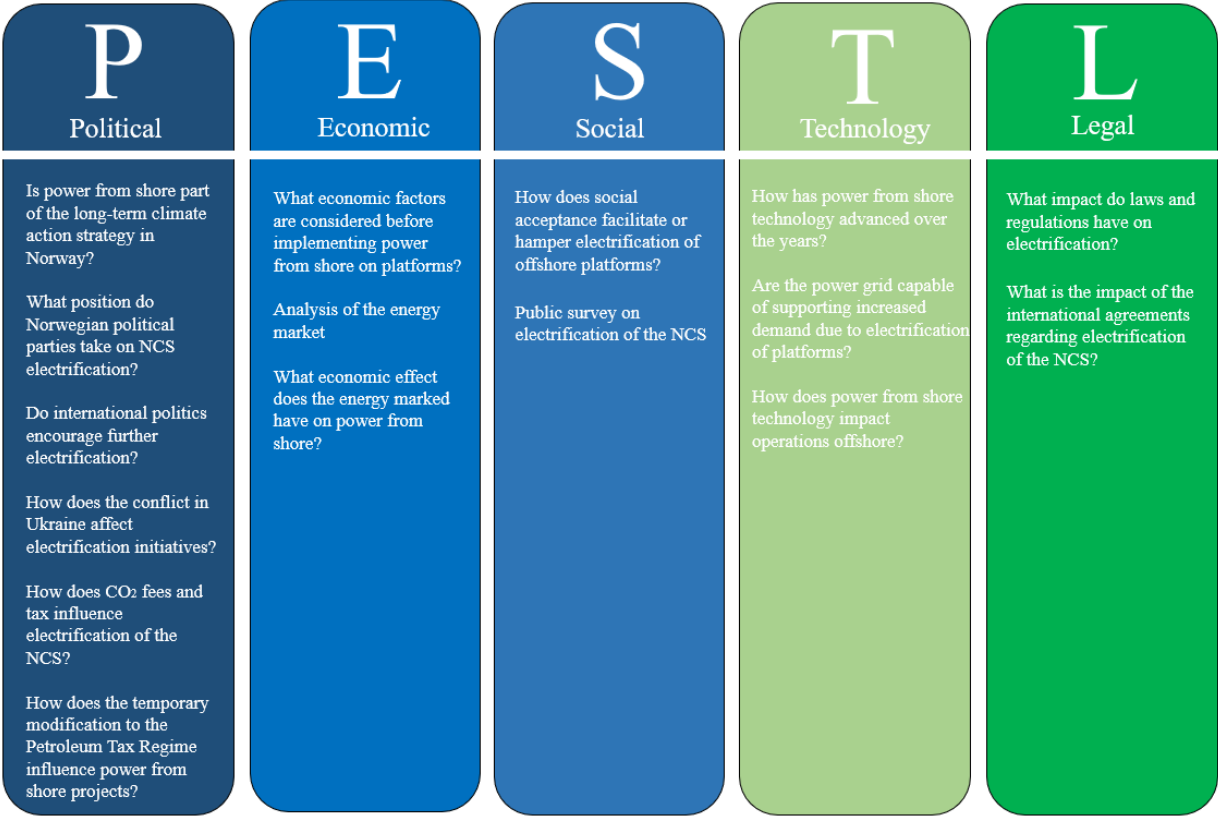 P
Political
Is power from shore part
of the long-term climate
action strategy in
Norway?
What position do
Norwegian political
parties take on NCS
electrification?
Do international politics
encourage further
electrification?
How does the conflict in
Ukraine affect
electrification initiatives?
How does CO₂ fees and
tax influence
electrification of the
NCS?
How does the temporary
modification to the
Petroleum Tax Regime
influence power from
shore projects?
E
Economic
What economic factors
are considered before
implementing power
from shore on platforms?
Analysis of the energy
market
What economic effect
does the energy marked
have on power from
shore?
S
Social
How does social
acceptance facilitate or
hamper electrification of
offshore platforms?
Public survey on
electrification of the NCS
T
Technology
How has power from shore
technology advanced over
the years?
Are the power grid capable
of supporting increased
demand due to electrification
of platforms?
How does power from shore
technology impact
operations offshore?
L
Legal
What impact do laws and
regulations have on
electrification?
What is the impact of the
international agreements
regarding electrification
of the NCS?